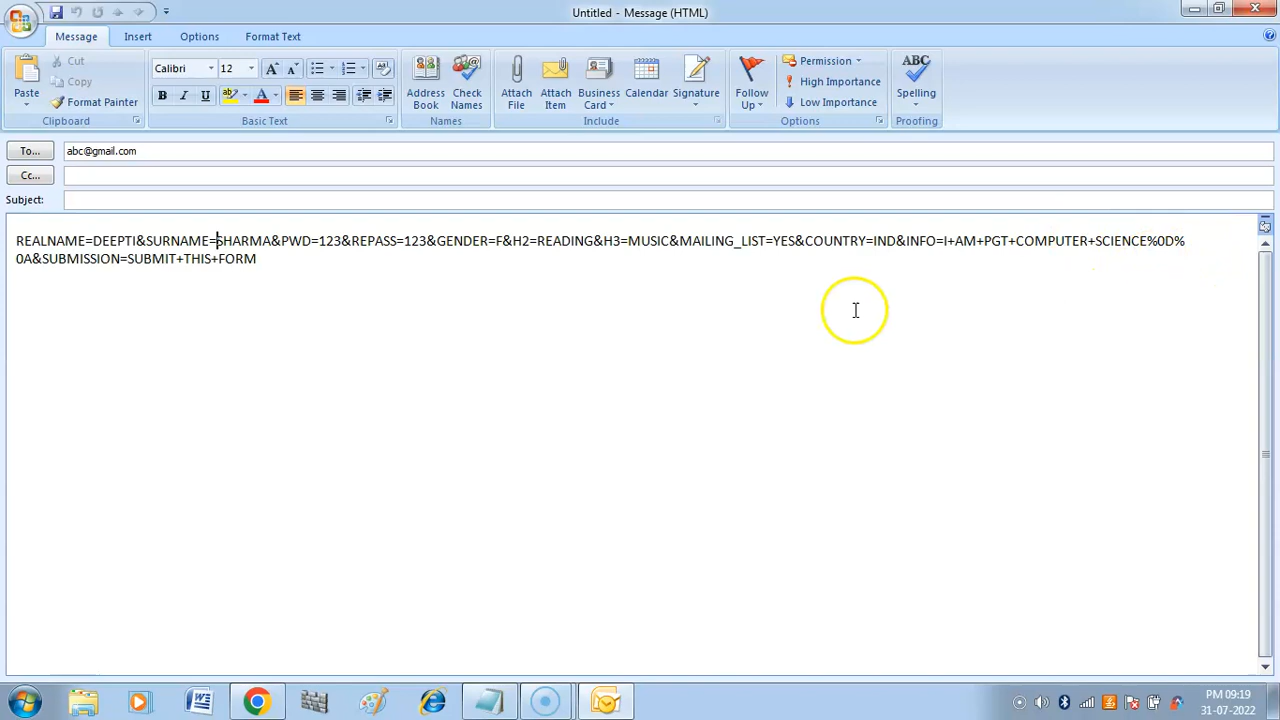 Untitled - Message (HTML)
Message Insert Options Format Text
Paste
Cut
Copy
Format Painter
Clipboard
Calibri 12
B I U ab A
Basic Text
Address Book
Check Names
Names
Attach File
Attach Item
Business Card
Calendar
Signature
Include
Follow Up
Permission
High Importance
Low Importance
Options
ABC
Spelling
Proofing
To... abc@gmail.com
Cc...
Subject:
REALNAME=DEEPTI&SURNAME=SHARMA&PWD=123&REPASS=123&GENDER=F&H2=READING&H3=MUSIC&MAILING_LIST=YES&COUNTRY=IND&INFO=I+AM+PGT+COMPUTER+SCIENCE%0D%
0A&SUBMISSION=SUBMIT+THIS+FORM
PM 09:19
31-07-2022